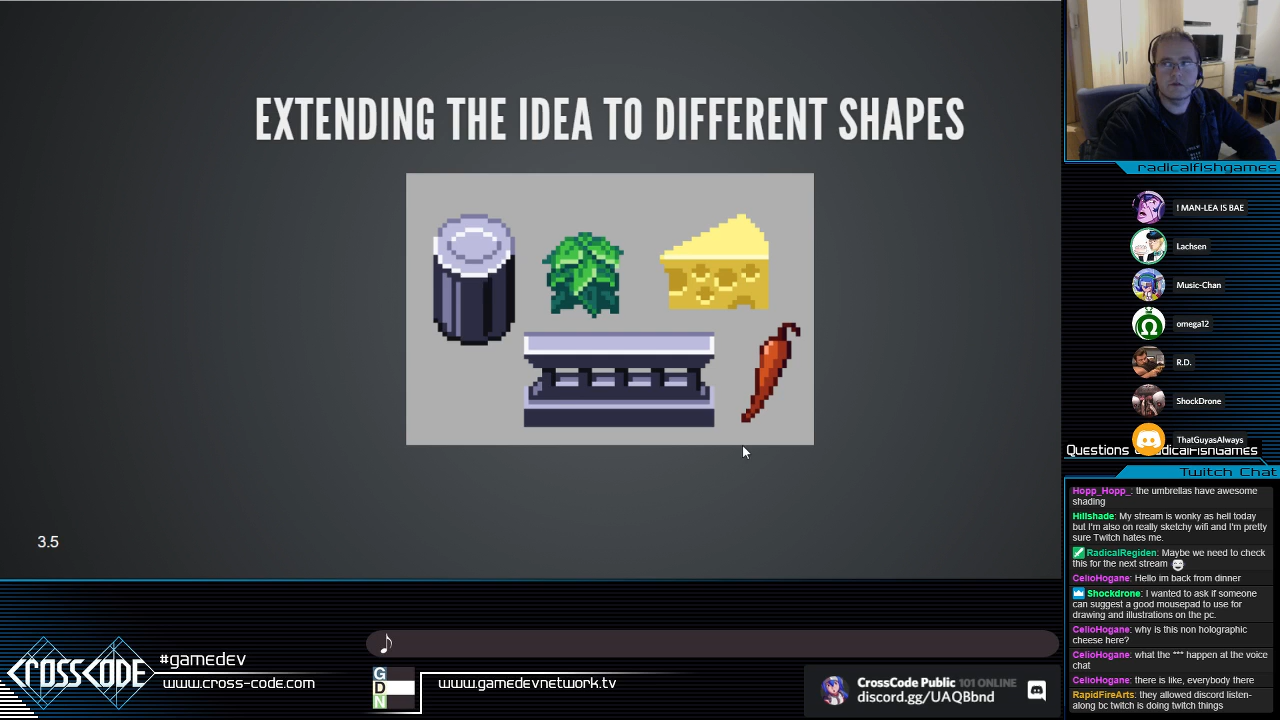 EXTENDING THE IDEA TO DIFFERENT SHAPES
3.5
radicalfishgames
! MAN-LEA IS BAE
Lachsen
Music-Chan
omega12
R.D.
ShockDrone
ThatGuyasAlways
Questions
Twitch Chat
Hopp_Hopp_: the umbrellas have awesome
shading
Hillshade: My stream is wonky as hell today
but I'm also on really sketchy wifi and I'm pretty
sure Twitch hates me.
RadicalRegiden: Maybe we need to check
this for the next stream
CelioHogane: Hello im back from dinner
Shockdrone: I wanted to ask if someone
can suggest a good mousepad to use for
drawing and illustrations on the pc.
CelioHogane: why is this non holographic
cheese here?
CelioHogane: what the *** happen at the voice
chat
CelioHogane: there is like, everybody there
RapidFireArts: they allowed discord listen-
along bc twitch is doing twitch things
CROSSCODE
#gamedev
www.cross-code.com
G
D
N
www.gamedevnetwork.tv
CrossCode Public 101 ONLINE
discord.gg/UAQBbnd